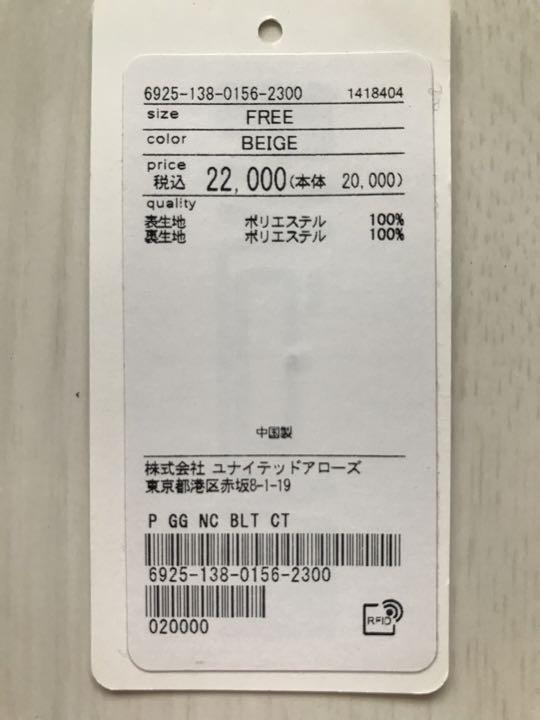 6925-138-0156-2300 1418404
size FREE
color BEIGE
price
税込 22,000(本体 20,000)
quality
表生地 ポリエステル 100%
裏生地 ポリエステル 100%
中国製
株式会社 ユナイテッドアローズ
東京都港区赤坂8-1-19
P GG NC BLT CT
6925-138-0156-2300
020000
RFID